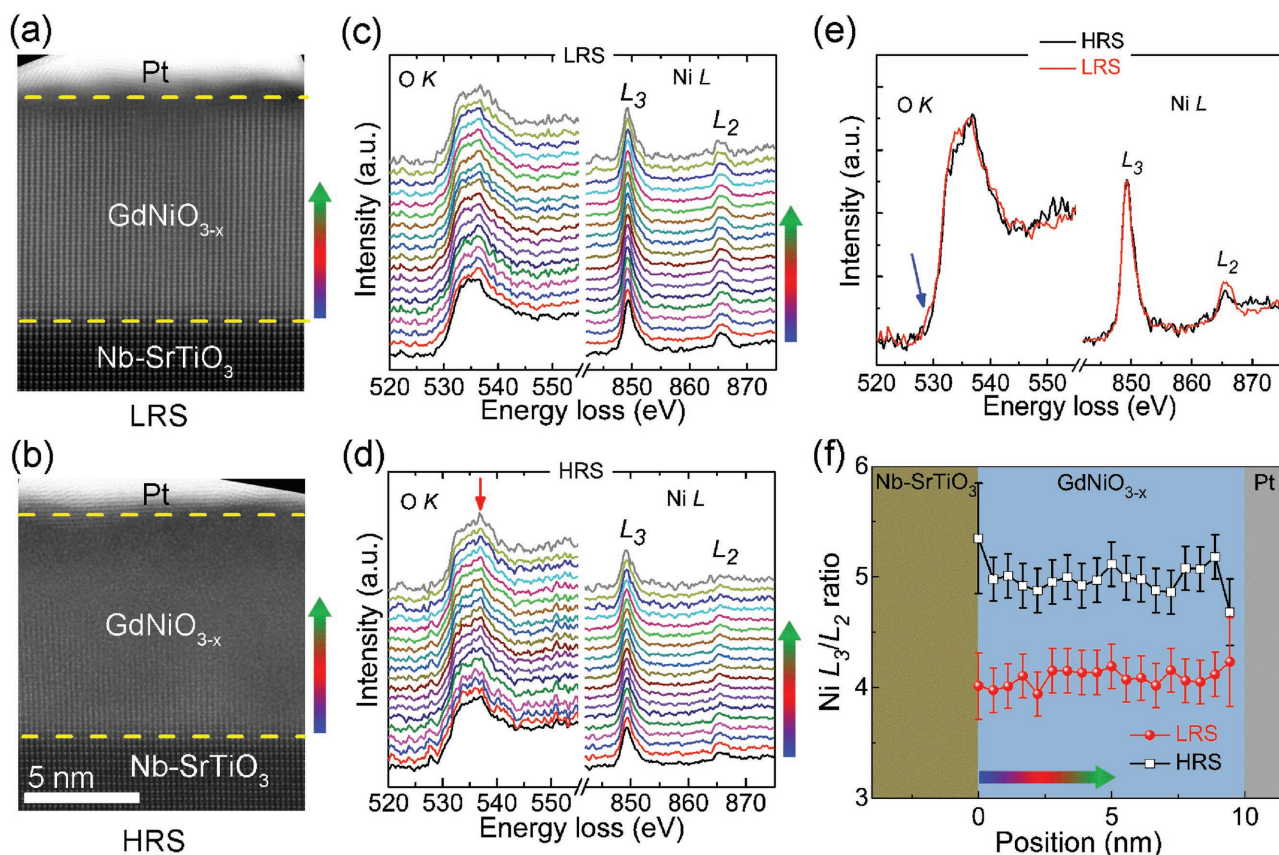 (a)
Pt
GdNiO3-x
Nb-SrTiO3
LRS
(b)
Pt
GdNiO3-x
Nb-SrTiO3
5 nm
HRS
(c)
LRS
O K
Ni L
L3
L2
Intensity (a.u.)
520 530 540 550 850 860 870
Energy loss (eV)
(d)
HRS
O K
Ni L
L3
L2
Intensity (a.u.)
520 530 540 550 850 860 870
Energy loss (eV)
(e)
HRS
LRS
O K
Ni L
L3
L2
Intensity (a.u.)
520 530 540 550 850 860 870
Energy loss (eV)
(f)
Nb-SrTiO3
GdNiO3-x
Pt
6
5
4
3
Ni L3/L2 ratio
LRS
HRS
0 5 10
Position (nm)